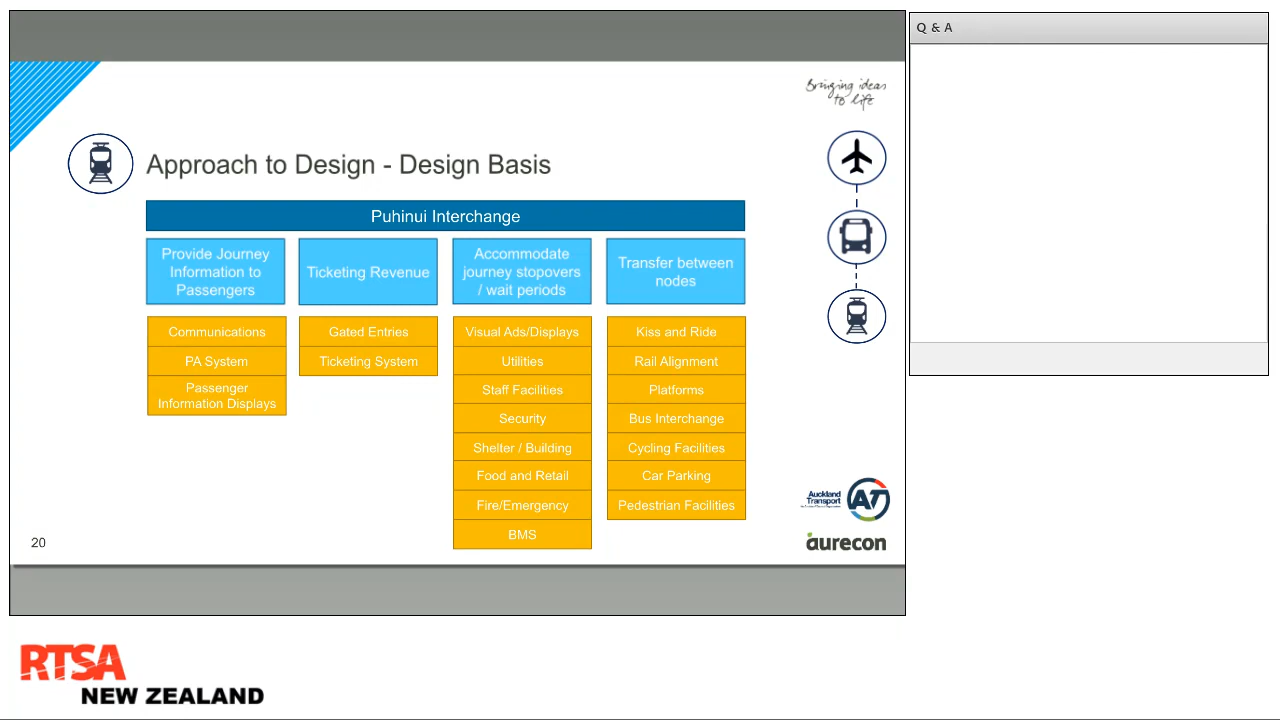 Q & A
Bringing ideas
to life
Approach to Design - Design Basis
Puhinui Interchange
Provide Journey
Information to
Passengers
Ticketing Revenue
Accommodate
journey stopovers
/ wait periods
Transfer between
nodes
Communications
PA System
Passenger
Information Displays
Gated Entries
Ticketing System
Visual Ads/Displays
Utilities
Staff Facilities
Security
Shelter / Building
Food and Retail
Fire/Emergency
BMS
Kiss and Ride
Rail Alignment
Platforms
Bus Interchange
Cycling Facilities
Car Parking
Pedestrian Facilities
Auckland
Transport
AT
aurecon
20
RTSA
NEW ZEALAND